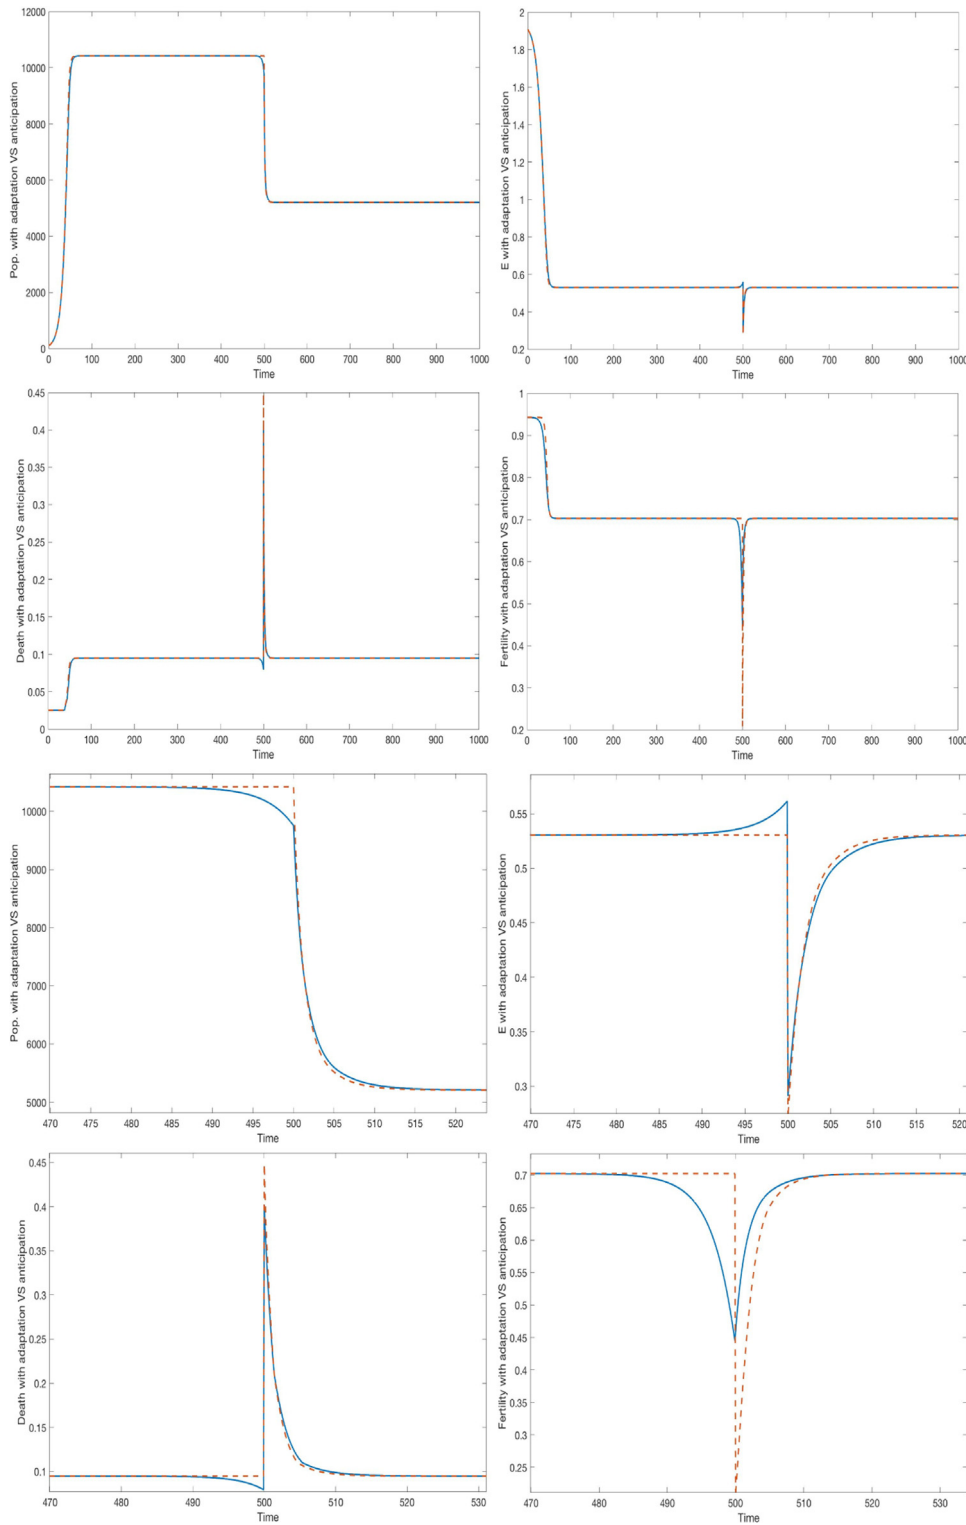 Pop. with adaptation VS anticipation
12000
10000
8000
6000
4000
2000
0
0 100 200 300 400 500 600 700 800 900 1000
Time
E with adaptation VS anticipation
2
1.8
1.6
1.4
1.2
1
0.8
0.6
0.4
0.2
0 100 200 300 400 500 600 700 800 900 1000
Time
Death with adaptation VS anticipation
0.45
0.4
0.35
0.3
0.25
0.2
0.15
0.1
0.05
0
0 100 200 300 400 500 600 700 800 900 1000
Time
Fertility with adaptation VS anticipation
1
0.9
0.8
0.7
0.6
0.5
0.4
0.3
0.2
0 100 200 300 400 500 600 700 800 900 1000
Time
Pop. with adaptation VS anticipation
10000
9000
8000
7000
6000
5000
470 475 480 485 490 495 500 505 510 515 520
Time
E with adaptation VS anticipation
0.55
0.5
0.45
0.4
0.35
0.3
470 475 480 485 490 495 500 505 510 515 520
Time
Death with adaptation VS anticipation
0.45
0.4
0.35
0.3
0.25
0.2
0.15
0.1
470 480 490 500 510 520 530
Time
Fertility with adaptation VS anticipation
0.7
0.65
0.6
0.55
0.5
0.45
0.4
0.35
0.3
0.25
470 480 490 500 510 520 530
Time